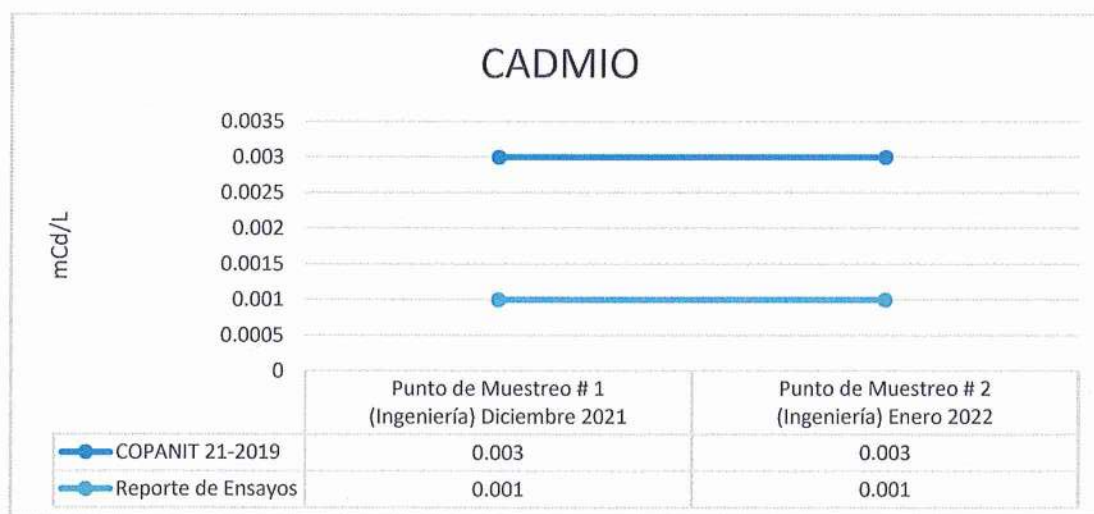 CADMIO
mCd/L
0.0035
0.003
0.0025
0.002
0.0015
0.001
0.0005
0
Punto de Muestreo # 1
(Ingeniería) Diciembre 2021
Punto de Muestreo # 2
(Ingeniería) Enero 2022
COPANIT 21-2019 0.003 0.003
Reporte de Ensayos 0.001 0.001